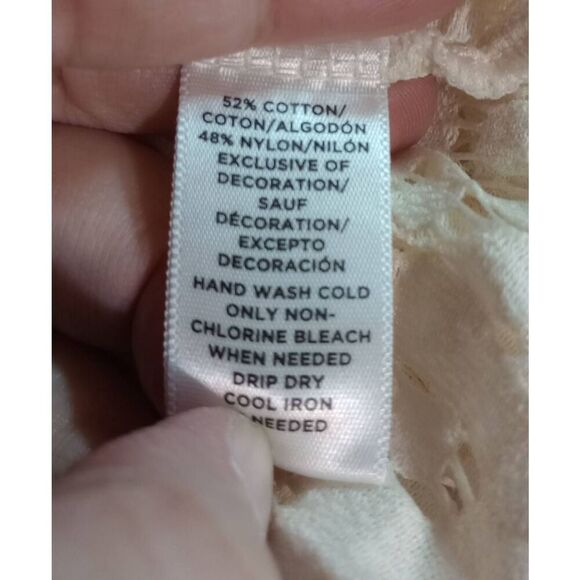 52% COTTON/
COTON/ALGODÓN
48% NYLON/NILÓN
EXCLUSIVE OF
DECORATION/
SAUF
DÉCORATION/
EXCEPTO
DECORACIÓN
HAND WASH COLD
ONLY NON-
CHLORINE BLEACH
WHEN NEEDED
DRIP DRY
COOL IRON
NEEDED